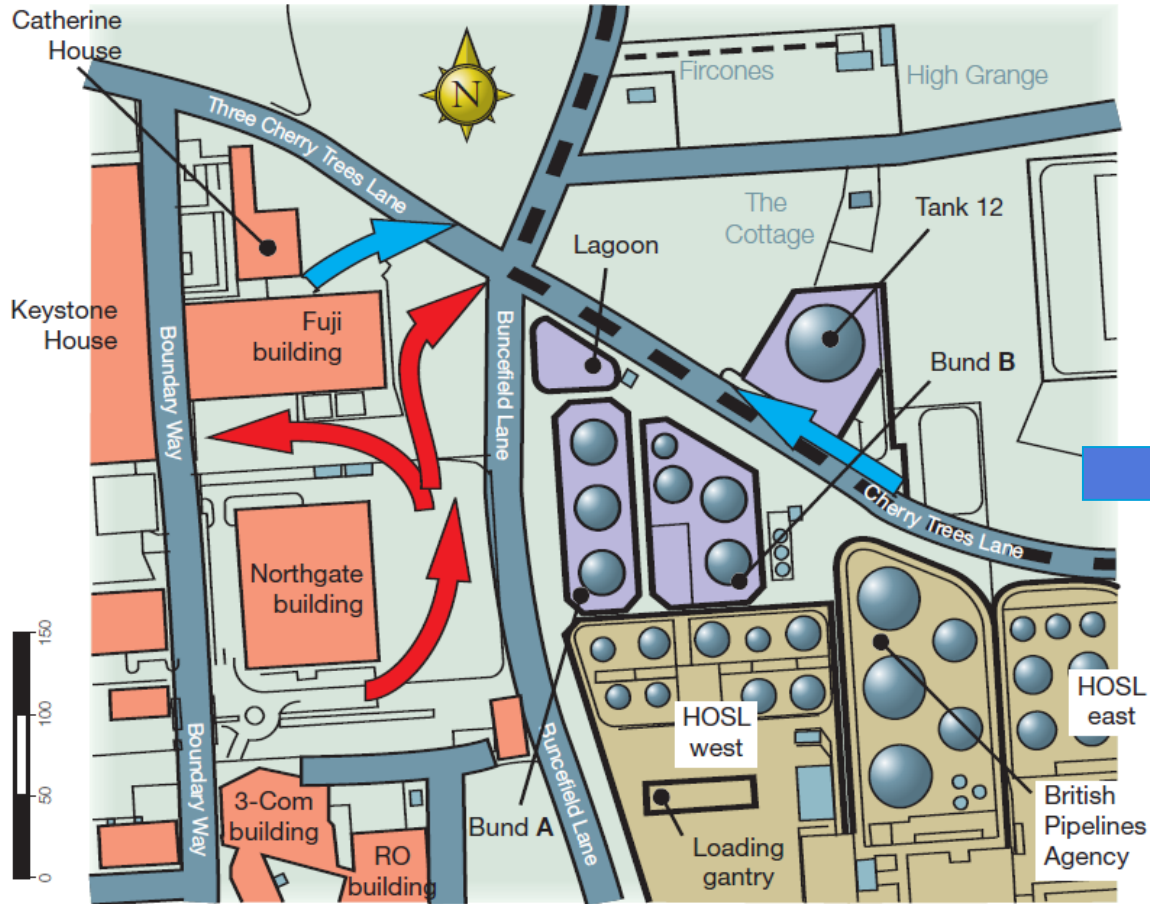 Catherine
House
Three Cherry Trees Lane
N
Fircones
High Grange
The
Cottage
Tank 12
Lagoon
Keystone
House
Boundary Way
Fuji
building
Buncefield Lane
Bund B
Cherry Trees Lane
Northgate
building
150
100
50
0
HOSL
west
HOSL
east
Boundary Way
Buncefield Lane
3-Com
building
RO
building
Bund A
Loading
gantry
British
Pipelines
Agency